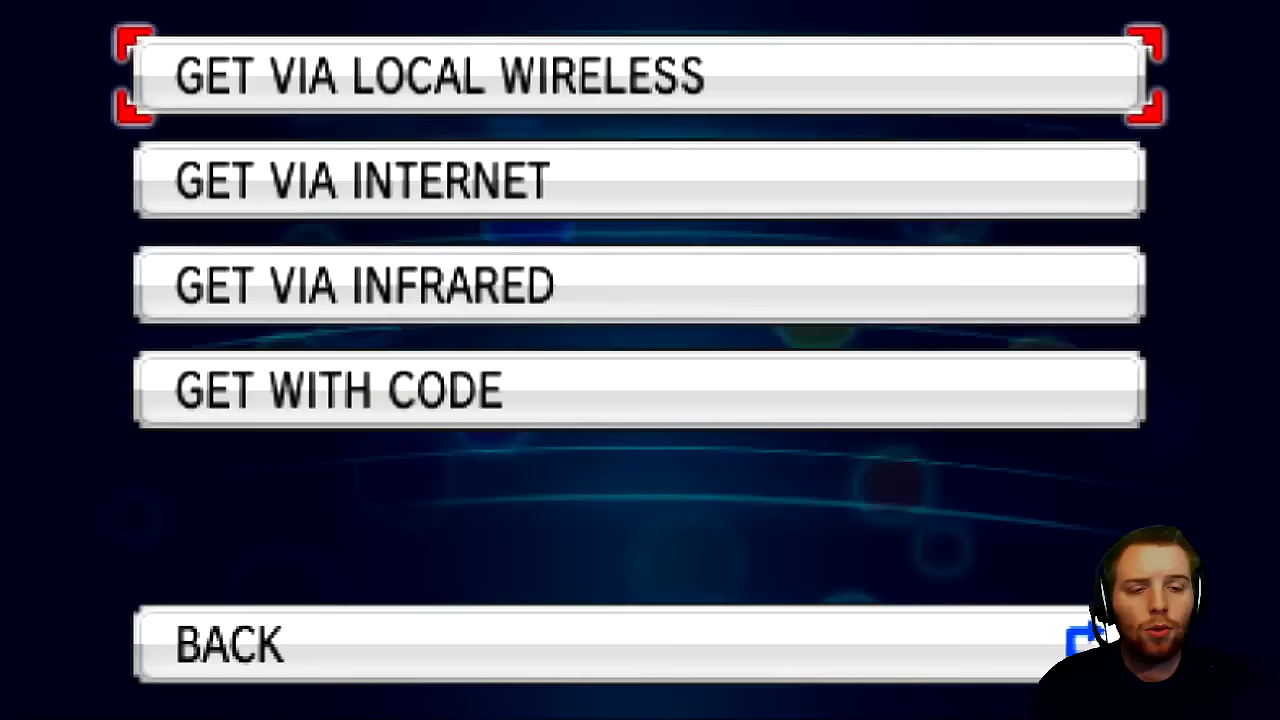 GET VIA LOCAL WIRELESS
GET VIA INTERNET
GET VIA INFRARED
GET WITH CODE
BACK